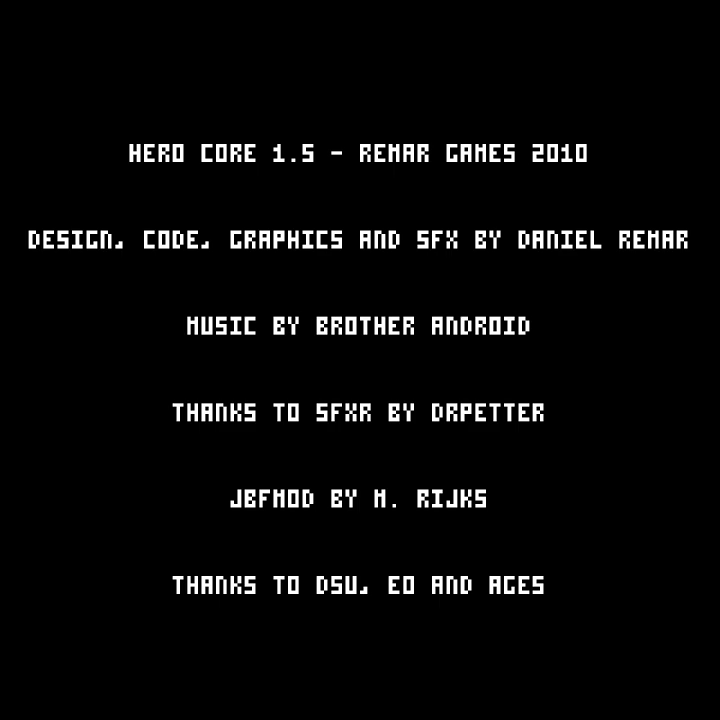 HERO CORE 1.5 - REMAR GAMES 2010
DESIGN, CODE, GRAPHICS AND SFX BY DANIEL REMAR
MUSIC BY BROTHER ANDROID
THANKS TO SFXR BY DRPETTER
JBFMOD BY M. RIJKS
THANKS TO DSU, EO AND AGES